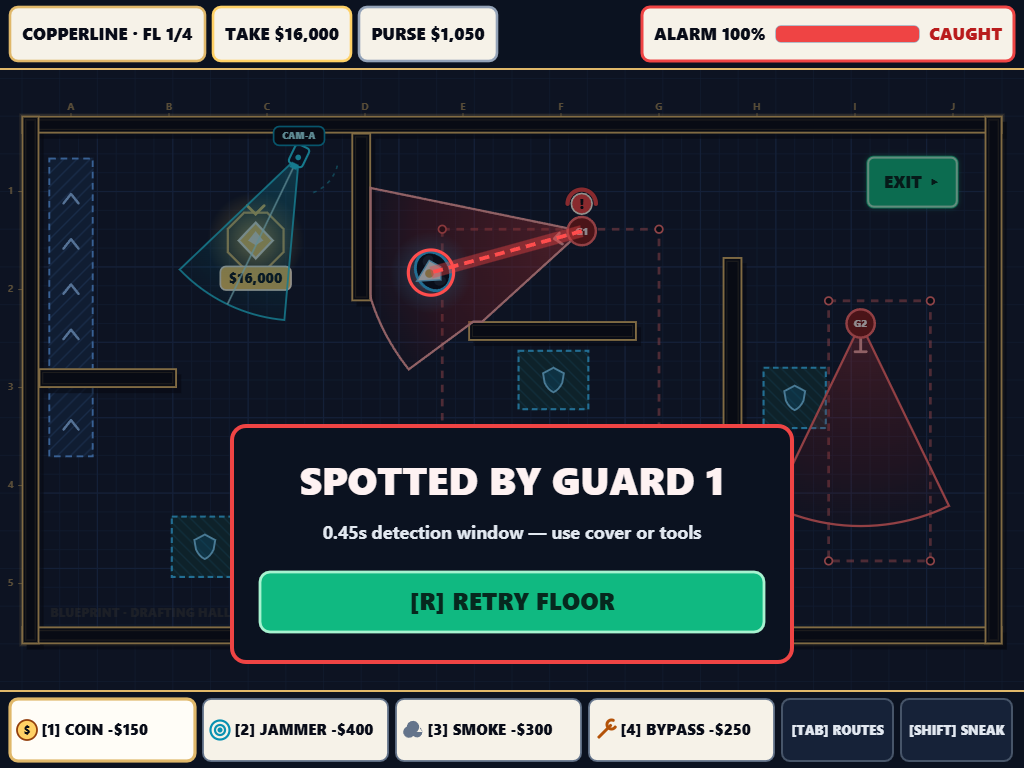 COPPERLINE · FL 1/4
TAKE $16,000
PURSE $1,050
ALARM 100%
CAUGHT
A B C D E F G H I J
CAM-A
EXIT ▸
1
!
2
$16,000
G2
3
4
5
SPOTTED BY GUARD 1
0.45s detection window — use cover or tools
[R] RETRY FLOOR
BLUEPRINT - DRAFTING HALL
$ [1] COIN -$150
[2] JAMMER -$400
[3] SMOKE -$300
[4] BYPASS -$250
[TAB] ROUTES
[SHIFT] SNEAK